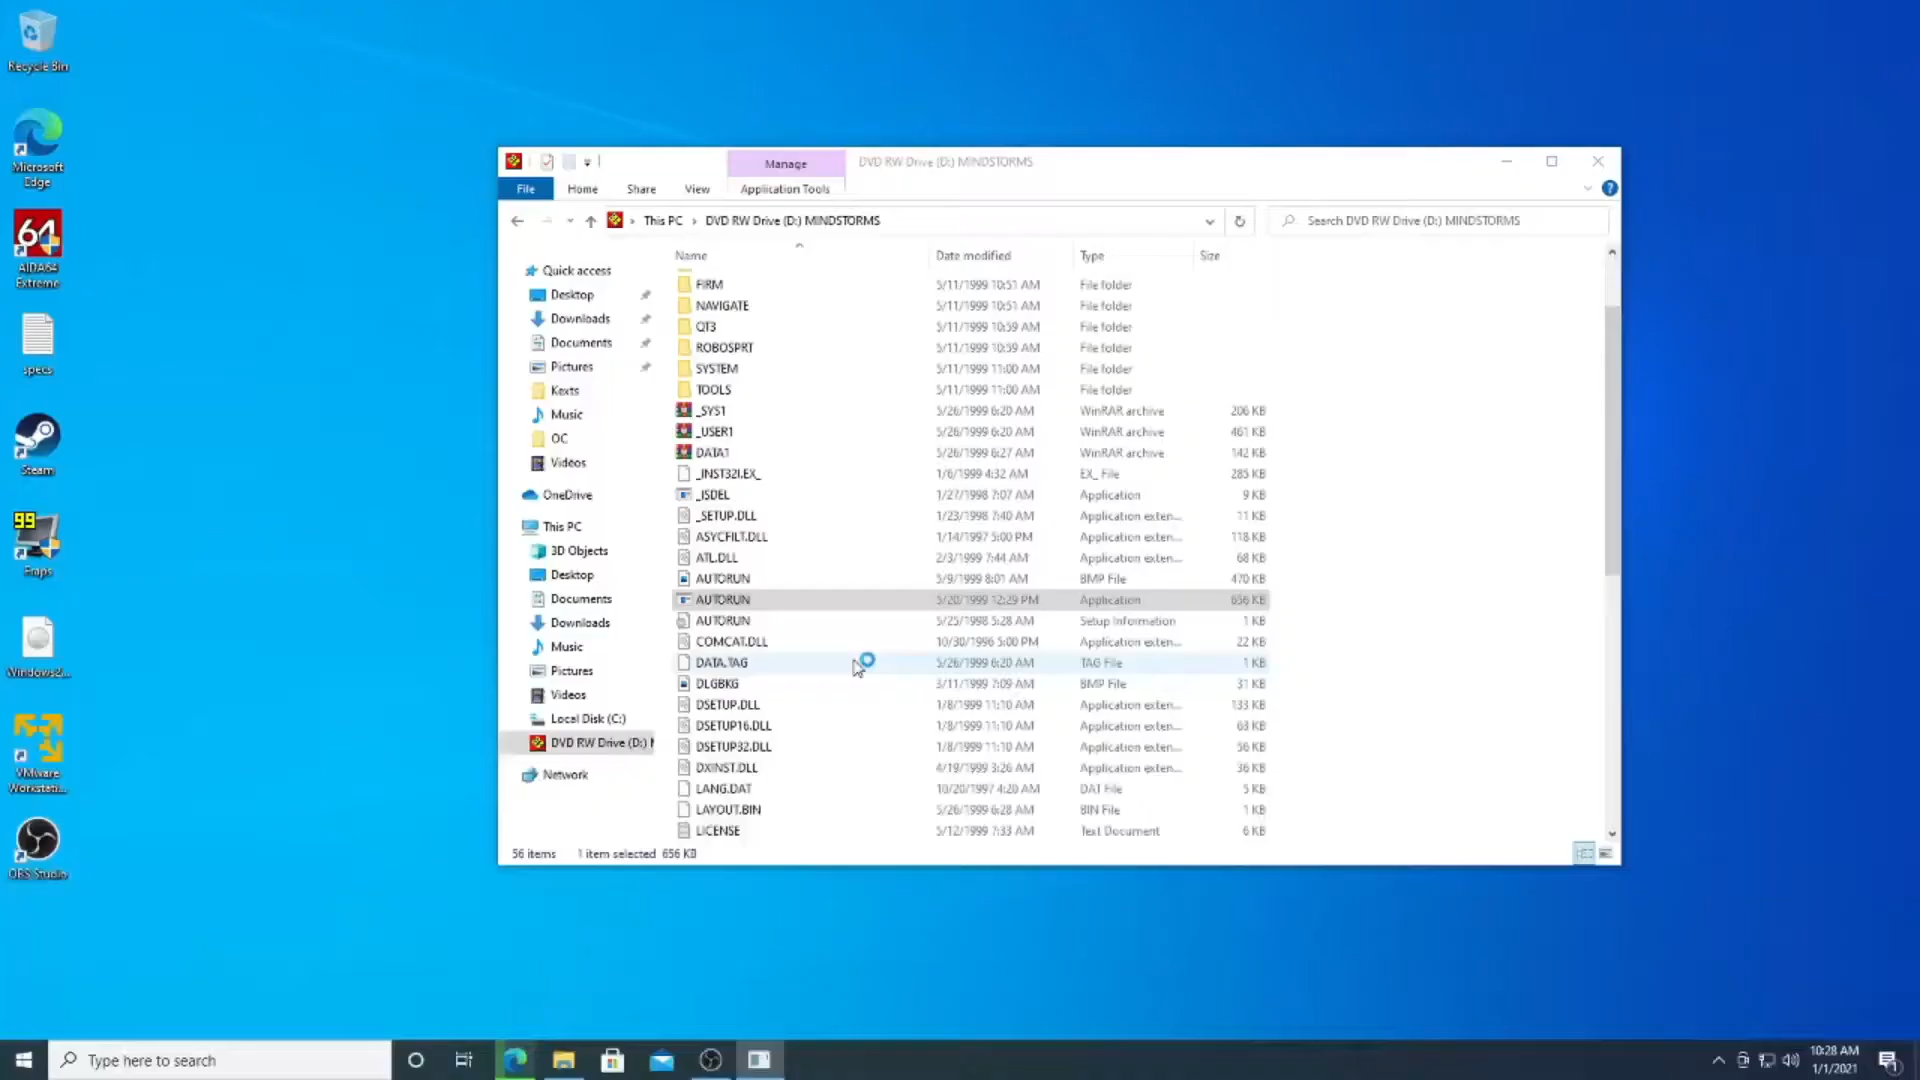 Recycle Bin
Microsoft
Edge
64
AIDA64
Extreme
specs
Steam
99
Fraps
Windows2...
VMware
Workstati...
OBS Studio
Manage
DVD RW Drive (D:) MINDSTORMS
File
Home
Share
View
Application Tools
This PC
DVD RW Drive (D:) MINDSTORMS
Search DVD RW Drive (D:) MINDSTORMS
Quick access
Desktop
Downloads
Documents
Pictures
Kexts
Music
OC
Videos
OneDrive
This PC
3D Objects
Desktop
Documents
Downloads
Music
Pictures
Videos
Local Disk (C:)
DVD RW Drive (D:)
Network
Name Date modified Type Size
FIRM 5/11/1999 10:51 AM File folder
NAVIGATE 5/11/1999 10:51 AM File folder
QT3 5/11/1999 10:59 AM File folder
ROBOSPRT 5/11/1999 10:59 AM File folder
SYSTEM 5/11/1999 11:00 AM File folder
TOOLS 5/11/1999 11:00 AM File folder
_SYS1 5/26/1999 6:20 AM WinRAR archive 206 KB
_USER1 5/26/1999 6:20 AM WinRAR archive 461 KB
DATA1 5/26/1999 6:27 AM WinRAR archive 142 KB
_INST32I.EX_ 1/6/1999 4:32 AM EX_ File 285 KB
_ISDEL 1/27/1998 7:07 AM Application 9 KB
_SETUP.DLL 1/23/1998 7:40 AM Application exten... 11 KB
ASYCFILT.DLL 1/14/1997 5:00 PM Application exten... 118 KB
ATL.DLL 2/3/1999 7:44 AM Application exten... 68 KB
AUTORUN 5/9/1999 8:01 AM BMP File 470 KB
AUTORUN 5/20/1999 12:29 PM Application 656 KB
AUTORUN 5/25/1998 5:28 AM Setup Information 1 KB
COMCAT.DLL 10/30/1996 5:00 PM Application exten... 22 KB
DATA.TAG 5/26/1999 6:20 AM TAG File 1 KB
DLGBKG 3/11/1999 7:09 AM BMP File 31 KB
DSETUP.DLL 1/8/1999 11:10 AM Application exten... 133 KB
DSETUP16.DLL 1/8/1999 11:10 AM Application exten... 63 KB
DSETUP32.DLL 1/8/1999 11:10 AM Application exten... 56 KB
DXINST.DLL 4/19/1999 3:26 AM Application exten... 36 KB
LANG.DAT 10/20/1997 4:20 AM DAT File 5 KB
LAYOUT.BIN 5/26/1999 6:28 AM BIN File 1 KB
LICENSE 5/12/1999 7:33 AM Text Document 6 KB
56 items 1 item selected 656 KB
Type here to search
10:28 AM
1/1/2021
1